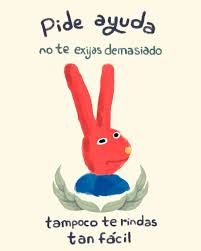 Pide ayuda
no te exijas demasiado
tampoco te rindas
tan fácil